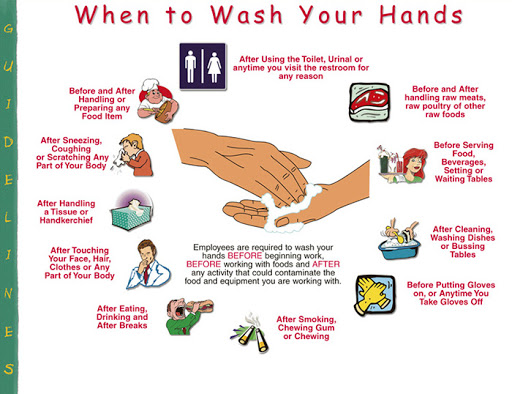 When to Wash Your Hands
GUIDELINES
After Using the Toilet, Urinal or
anytime you visit the restroom for
any reason
Before and After
handling raw meats,
raw poultry of other
raw foods
Before Serving
Food,
Beverages,
Setting or
Waiting Tables
After Cleaning,
Washing Dishes
or Bussing
Tables
Before Putting Gloves
on, or Anytime You
Take Gloves Off
After Smoking,
Chewing Gum
or Chewing
After Eating,
Drinking and
After Breaks
After Touching
Your Face, Hair,
Clothes or Any
Part of Your Body
After Handling
a Tissue or
Handkerchief
After Sneezing,
Coughing
or Scratching Any
Part of Your Body
Before and After
Handling or
Preparing any
Food Item
Employees are required to wash your
hands BEFORE beginning work,
BEFORE working with foods and AFTER
any activity that could contaminate the
food and equipment you are working with.